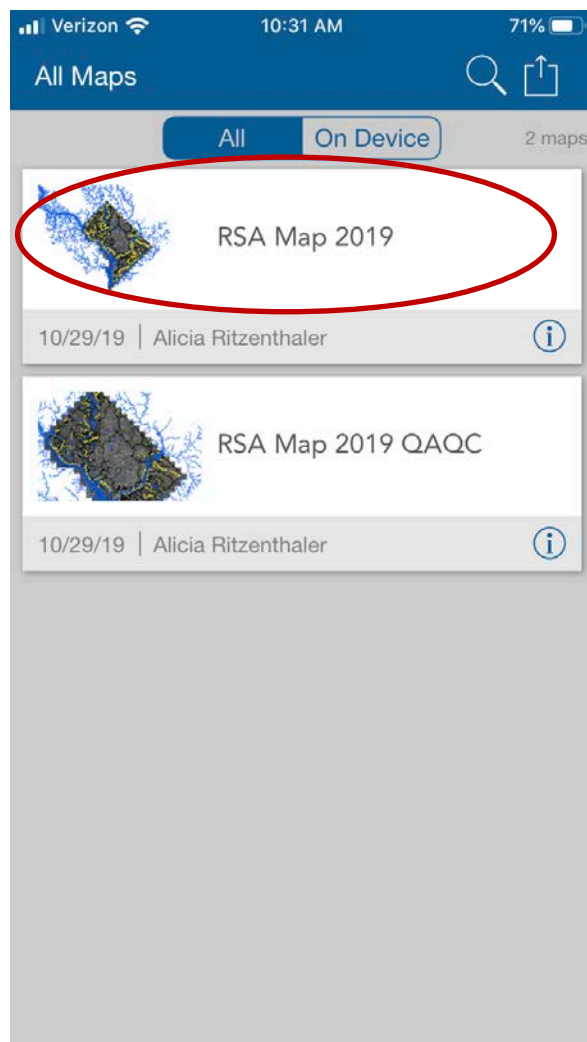 Verizon 10:31 AM 71%
All Maps
All On Device 2 maps
RSA Map 2019
10/29/19 | Alicia Ritzenthaler
RSA Map 2019 QAQC
10/29/19 | Alicia Ritzenthaler